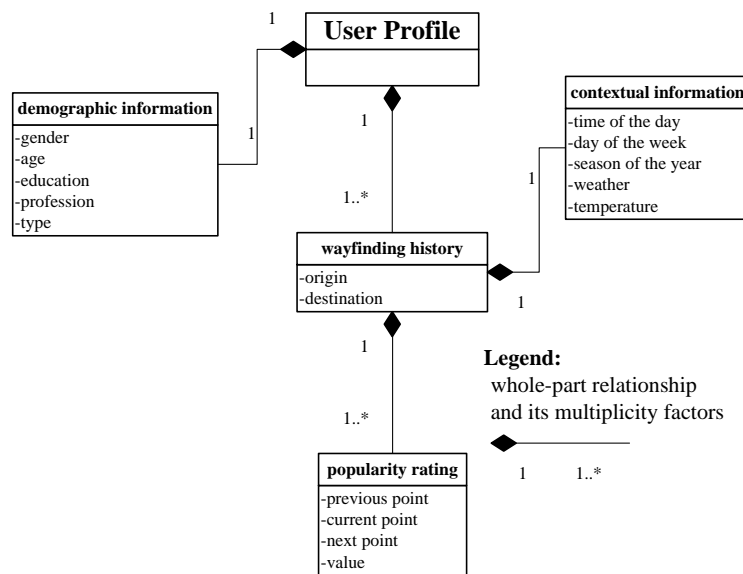 1
User Profile
demographic information
-gender
-age
-education
-profession
-type
1
1
1..*
contextual information
-time of the day
-day of the week
-season of the year
-weather
-temperature
1
wayfinding history
-origin
-destination
1
1
1..*
Legend:
whole-part relationship
and its multiplicity factors
1 1..*
popularity rating
-previous point
-current point
-next point
-value